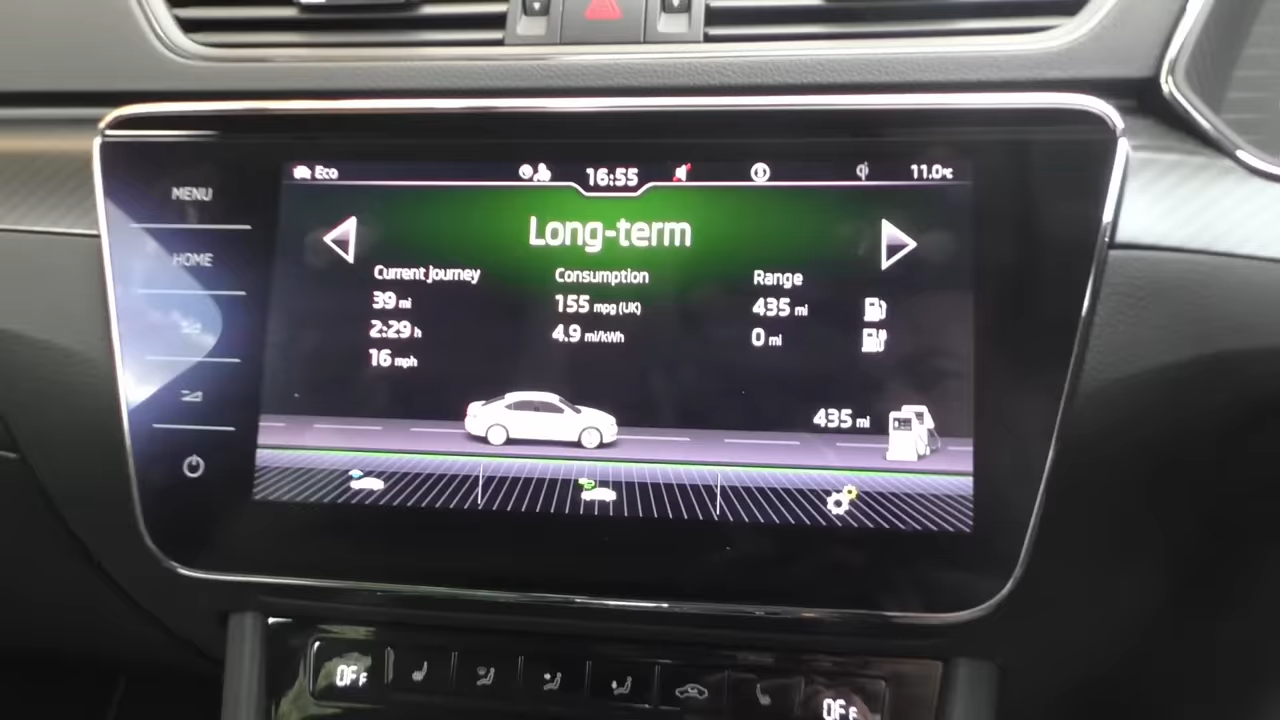 Eco 16:55 11.0°C
MENU
HOME
Long-term
Current journey Consumption Range
39 mi 155 mpg (UK) 435 mi
2:29 h 4.9 mi/kWh 0 mi
16 mph
435 mi
OFF OFF